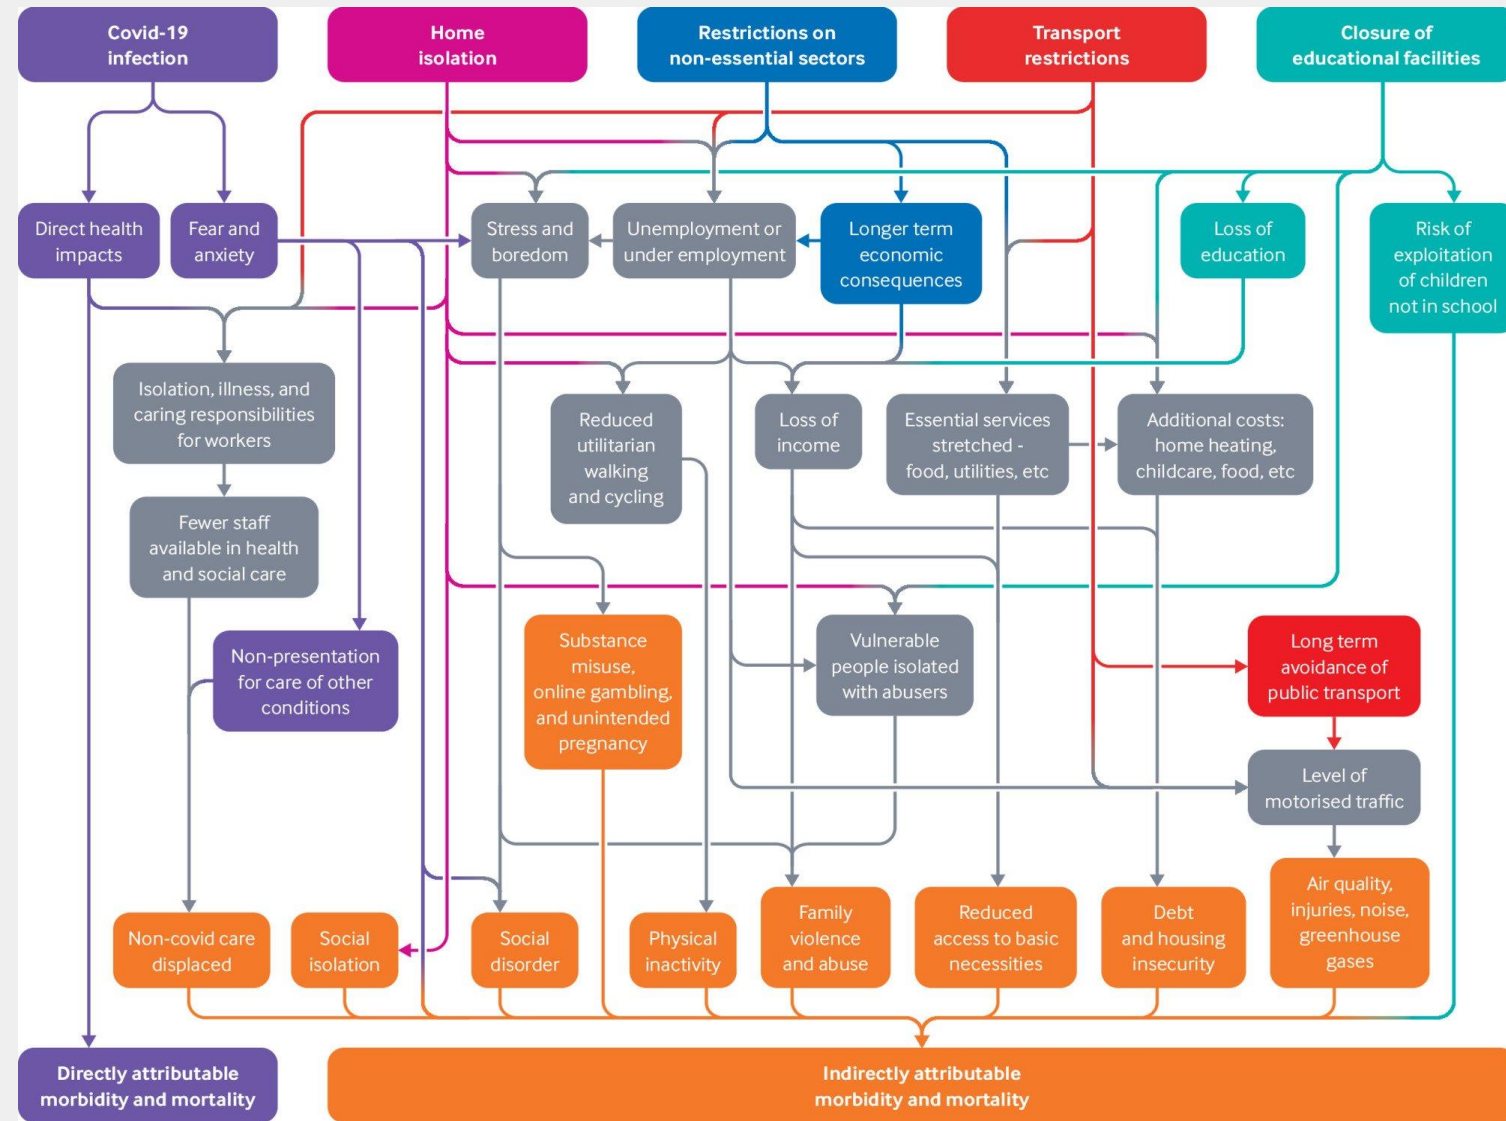 Covid-19
infection
Home
isolation
Restrictions on
non-essential sectors
Transport
restrictions
Closure of
educational facilities
Direct health
impacts
Fear and
anxiety
Stress and
boredom
Unemployment or
under employment
Longer term
economic
consequences
Loss of
education
Risk of
exploitation
of children
not in school
Isolation, illness, and
caring responsibilities
for workers
Reduced
utilitarian
walking
and cycling
Loss of
income
Essential services
stretched -
food, utilities, etc
Additional costs:
home heating,
childcare, food, etc
Fewer staff
available in health
and social care
Non-presentation
for care of other
conditions
Substance
misuse,
online gambling,
and unintended
pregnancy
Vulnerable
people isolated
with abusers
Long term
avoidance of
public transport
Level of
motorised traffic
Non-covid care
displaced
Social
isolation
Social
disorder
Physical
inactivity
Family
violence
and abuse
Reduced
access to basic
necessities
Debt
and housing
insecurity
Air quality,
injuries, noise,
greenhouse
gases
Directly attributable
morbidity and mortality
Indirectly attributable
morbidity and mortality